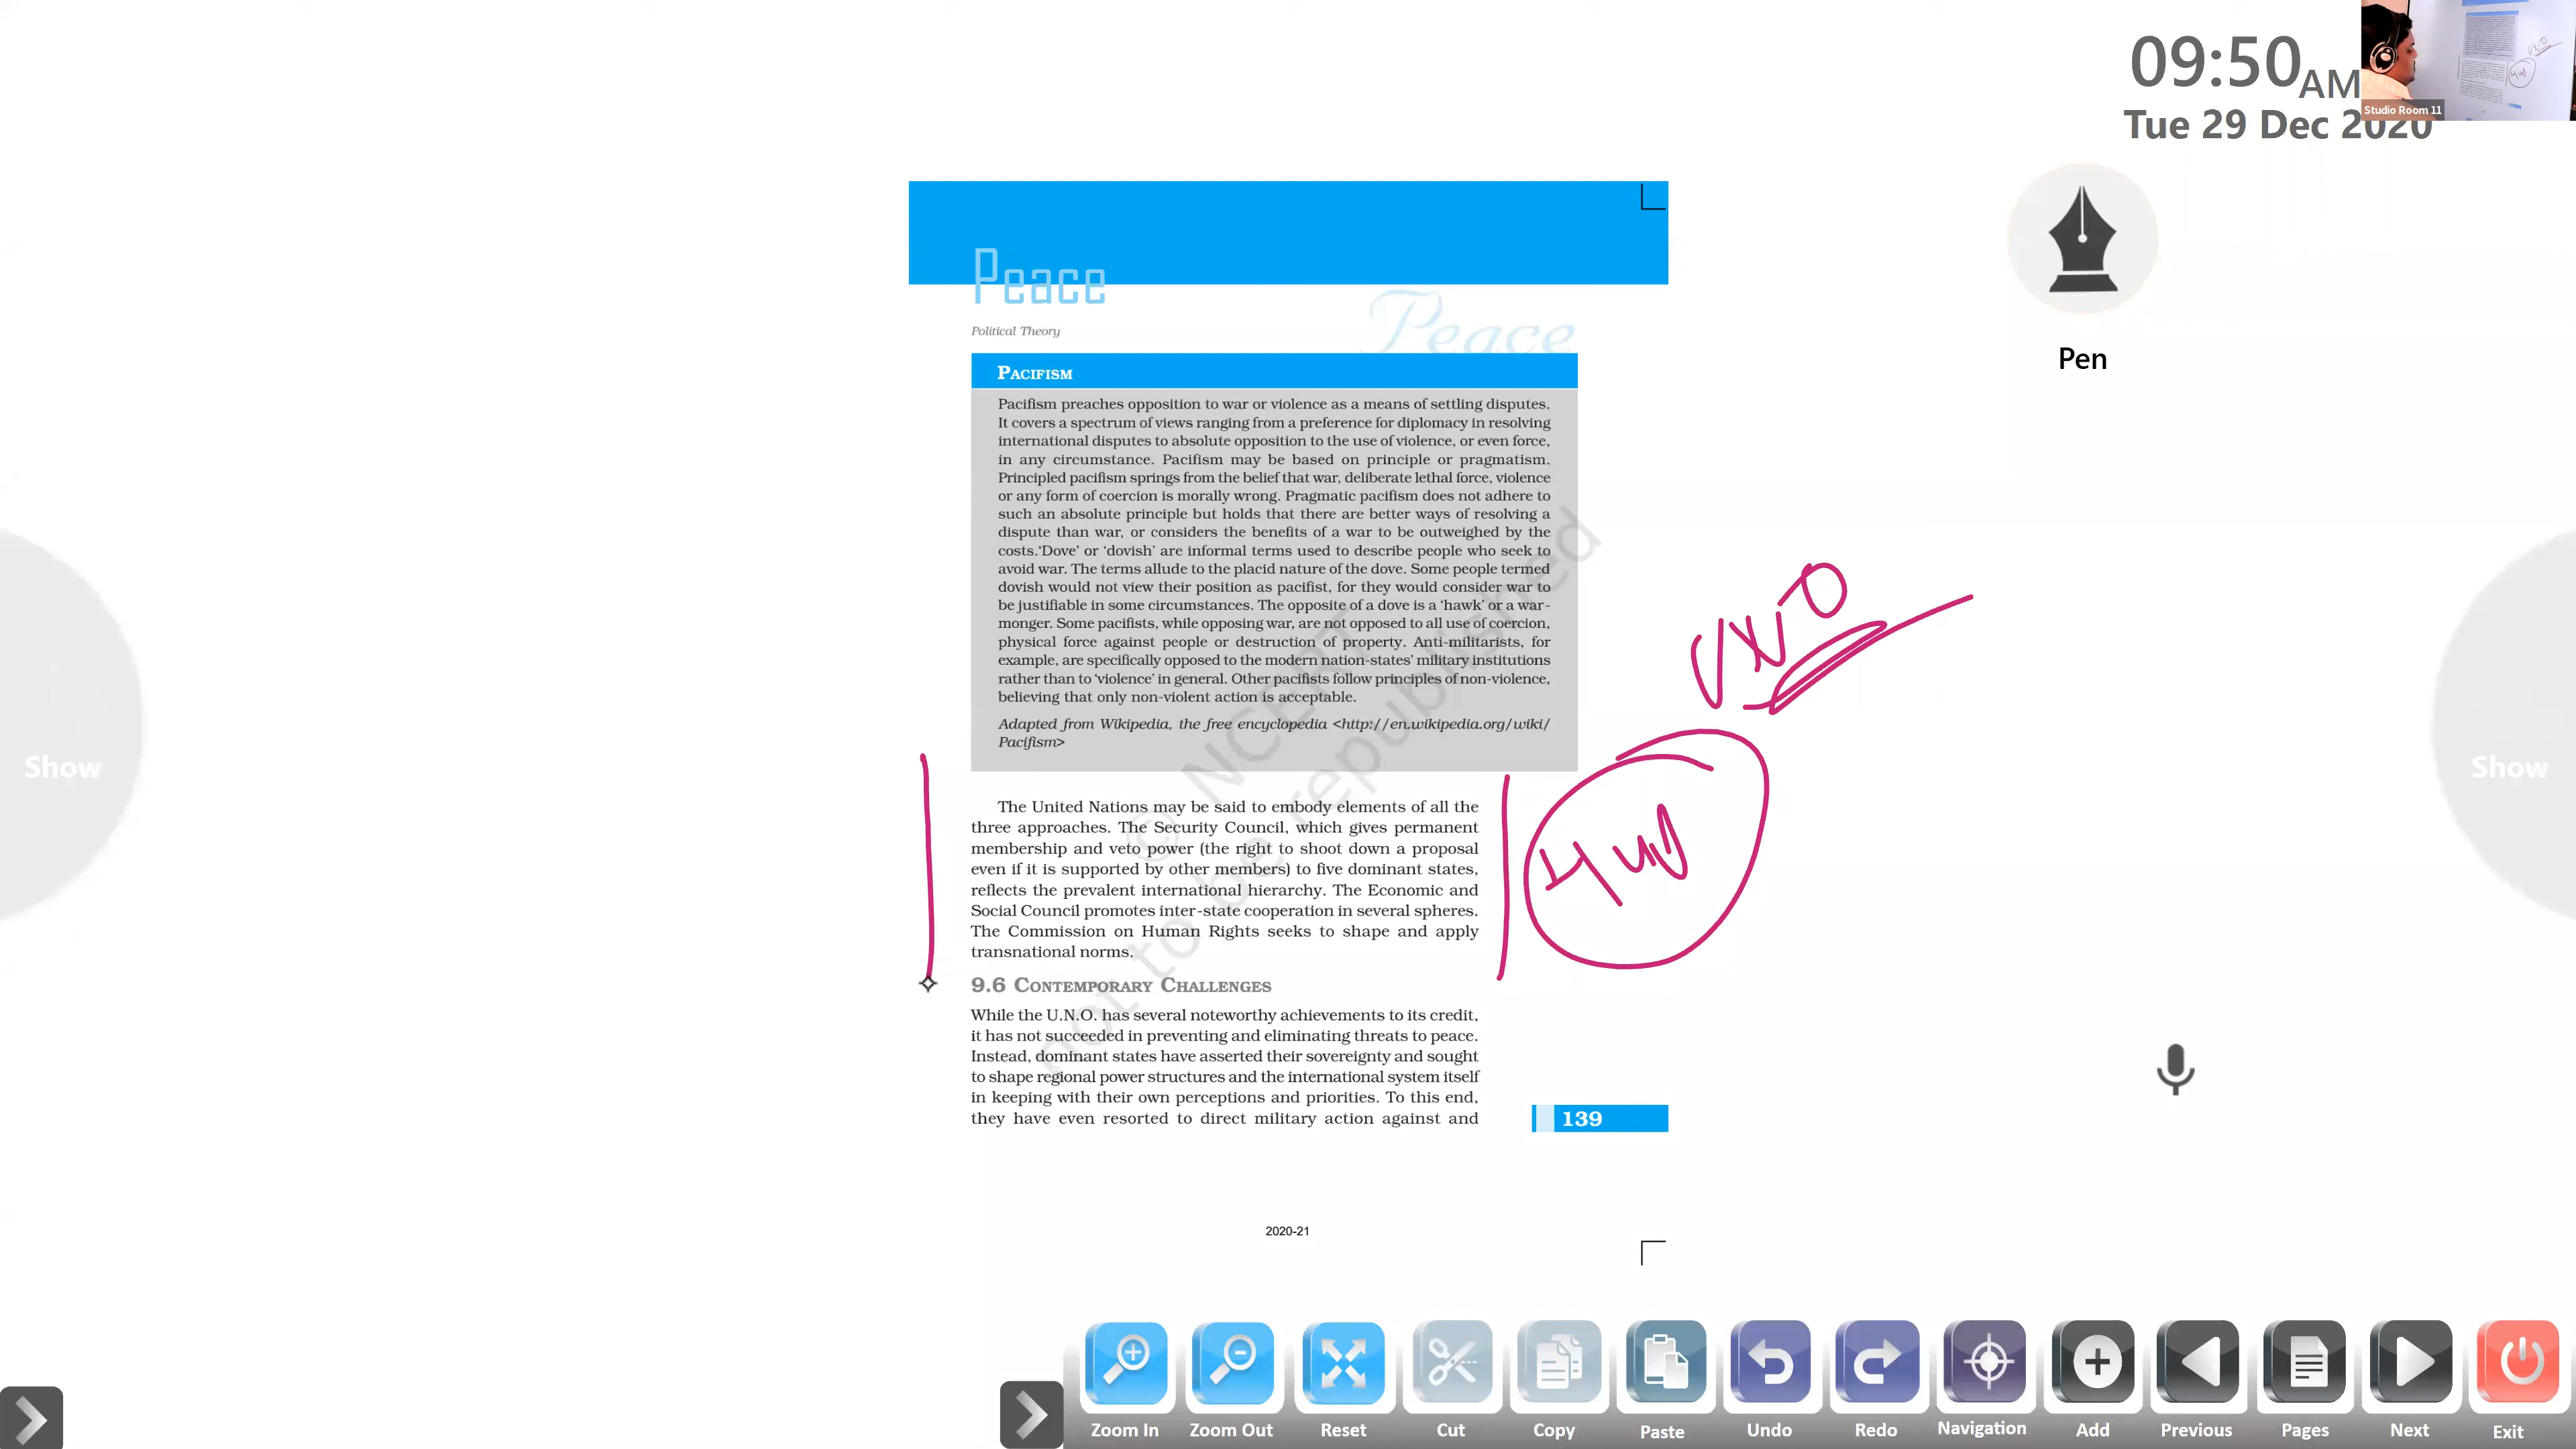 09:50 AM
Tue 29 Dec 2020
Studio Room 11
Pen
Show
Show
Peace
Peace
Political Theory
PACIFISM
Pacifism preaches opposition to war or violence as a means of settling disputes.
It covers a spectrum of views ranging from a preference for diplomacy in resolving
international disputes to absolute opposition to the use of violence, or even force,
in any circumstance. Pacifism may be based on principle or pragmatism.
Principled pacifism springs from the belief that war, deliberate lethal force, violence
or any form of coercion is morally wrong. Pragmatic pacifism does not adhere to
such an absolute principle but holds that there are better ways of resolving a
dispute than war, or considers the benefits of a war to be outweighed by the
costs.‘Dove’ or ‘dovish’ are informal terms used to describe people who seek to
avoid war. The terms allude to the placid nature of the dove. Some people termed
dovish would not view their position as pacifist, for they would consider war to
be justifiable in some circumstances. The opposite of a dove is a ‘hawk’ or a war-
monger. Some pacifists, while opposing war, are not opposed to all use of coercion,
physical force against people or destruction of property. Anti-militarists, for
example, are specifically opposed to the modern nation-states’ military institutions
rather than to ‘violence’ in general. Other pacifists follow principles of non-violence,
believing that only non-violent action is acceptable.
Adapted from Wikipedia, the free encyclopedia <http://en.wikipedia.org/wiki/
Pacifism>
UNO
The United Nations may be said to embody elements of all the
three approaches. The Security Council, which gives permanent
membership and veto power (the right to shoot down a proposal
even if it is supported by other members) to five dominant states,
reflects the prevalent international hierarchy. The Economic and
Social Council promotes inter-state cooperation in several spheres.
The Commission on Human Rights seeks to shape and apply
transnational norms.
9.6 CONTEMPORARY CHALLENGES
While the U.N.O. has several noteworthy achievements to its credit,
it has not succeeded in preventing and eliminating threats to peace.
Instead, dominant states have asserted their sovereignty and sought
to shape regional power structures and the international system itself
in keeping with their own perceptions and priorities. To this end,
they have even resorted to direct military action against and
139
© NCERT
not to be republished
2020-21
Zoom In
Zoom Out
Reset
Cut
Copy
Paste
Undo
Redo
Navigation
Add
Previous
Pages
Next
Exit